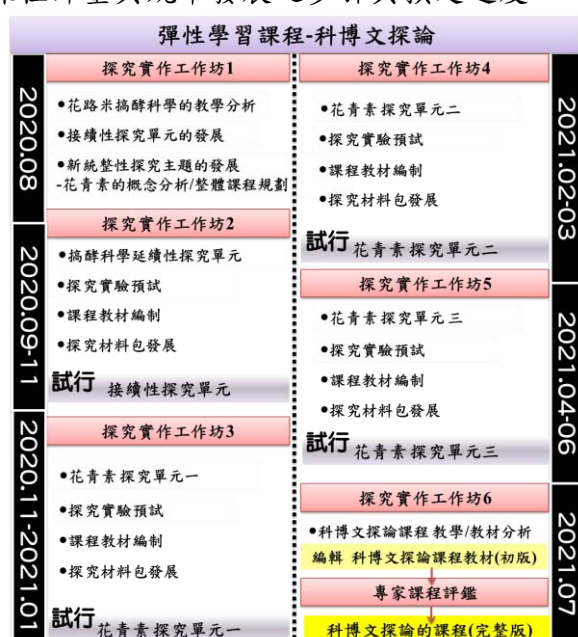 彈性學習課程-科博文探論
2020.08
探究實作工作坊1
•花路米搞酵科學的教學分析
•接續性探究單元的發展
•新統整性探究主題的發展
-花青素的概念分析/整體課程規劃
2020.09-11
探究實作工作坊2
•搞酵科學延續性探究單元
•探究實驗預試
•課程教材編制
•探究材料包發展
試行 接續性探究單元
2020.11-2021.01
探究實作工作坊3
•花青素探究單元一
•探究實驗預試
•課程教材編制
•探究材料包發展
試行 花青素探究單元一
2021.02-03
探究實作工作坊4
•花青素探究單元二
•探究實驗預試
•課程教材編制
•探究材料包發展
試行 花青素探究單元二
2021.04-06
探究實作工作坊5
•花青素探究單元三
•探究實驗預試
•課程教材編制
•探究材料包發展
試行 花青素探究單元三
2021.07
探究實作工作坊6
•科博文探論課程 教學/教材分析
編輯 科博文探論課程教材(初版)
專家課程評鑑
科博文探論的課程(完整版)